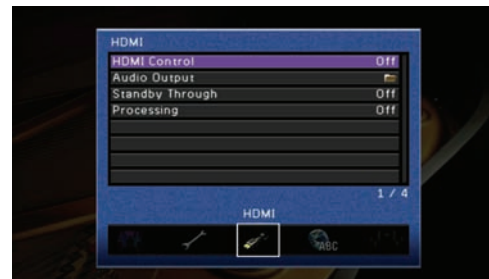 HDMI
HDMI Control Off
Audio Output
Standby Through Off
Processing Off
1 / 4
HDMI
ABC